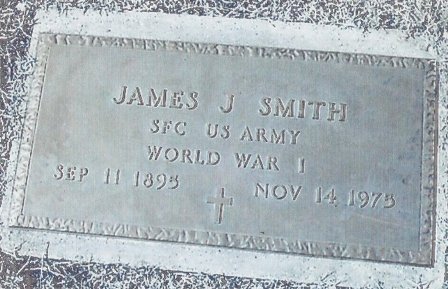 JAMES J SMITH
SFC US ARMY
WORLD WAR I
SEP 11 1895 NOV 14 1975